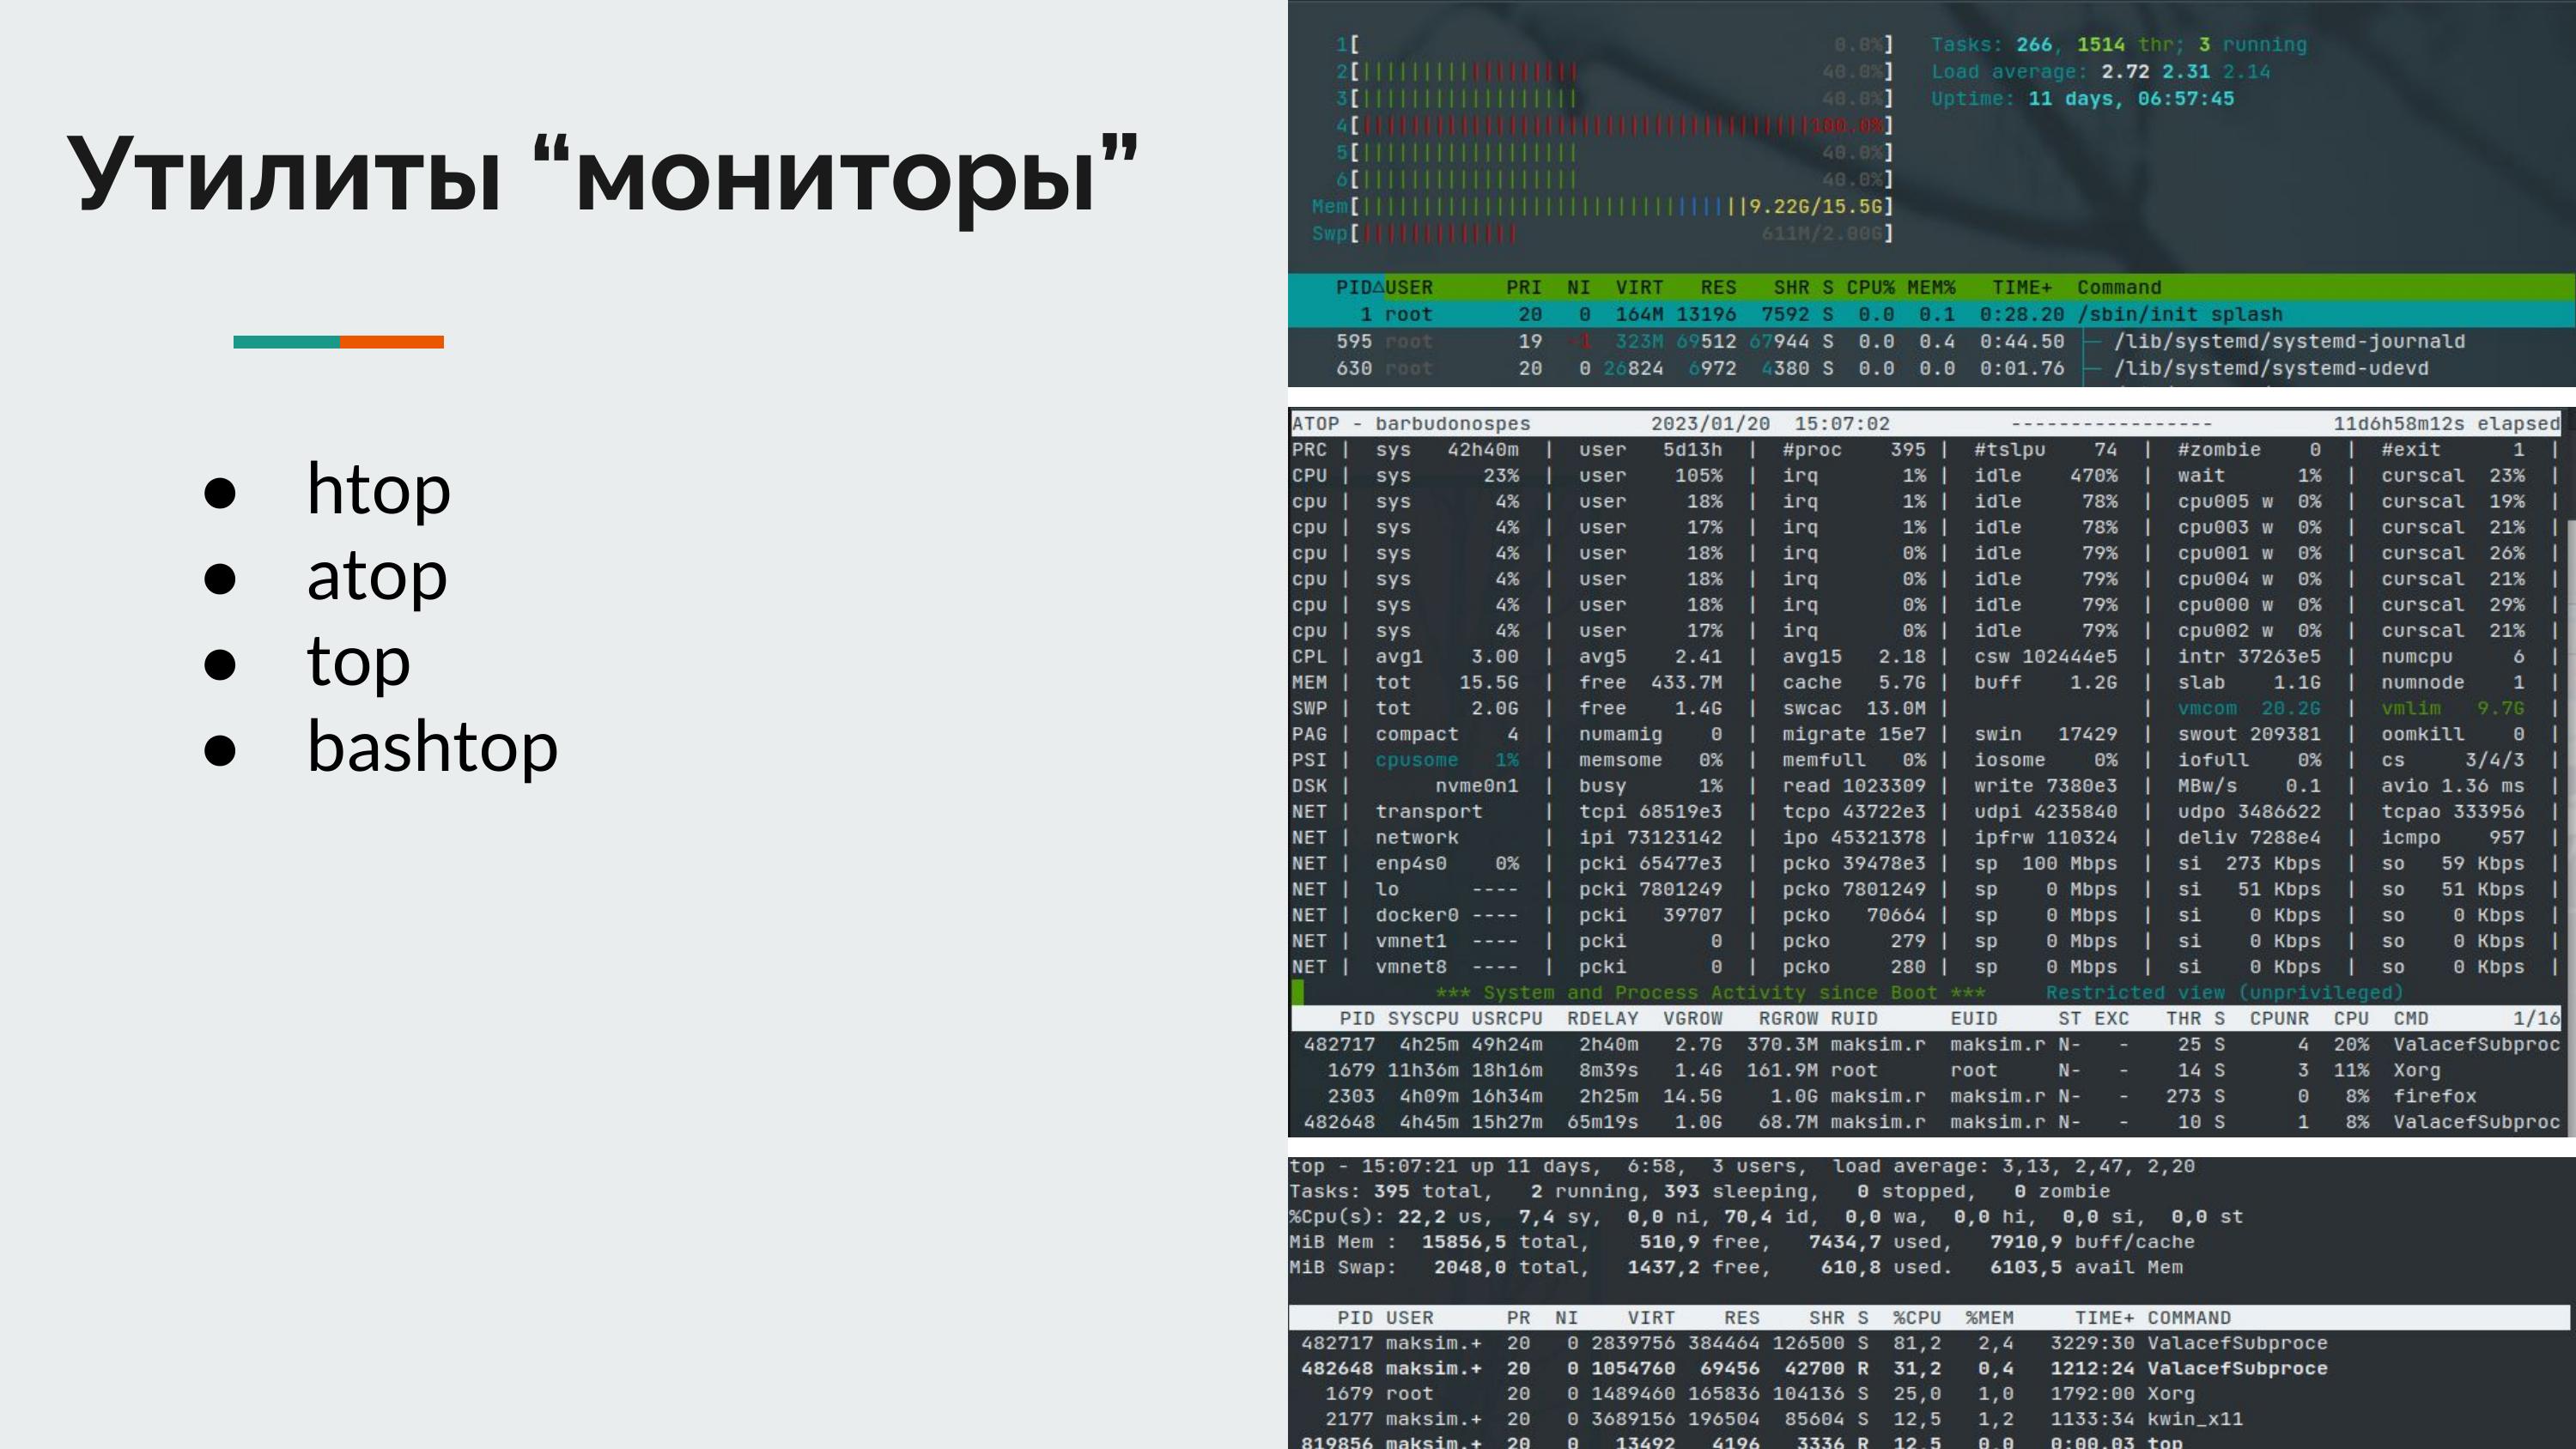 Утилиты “мониторы”
● htop
● atop
● top
● bashtop
1[ 0.0%] Tasks: 266, 1514 thr; 3 running
2[||||||||||||||||||| 40.0%] Load average: 2.72 2.31 2.14
3[||||||||||||||||||| 40.0%] Uptime: 11 days, 06:57:45
4[||||||||||||||||||||||||||||||||||||||100.0%]
5[||||||||||||||||||| 40.0%]
6[||||||||||||||||||| 40.0%]
Mem[||||||||||||||||||||||||||||||||9.22G/15.5G]
Swp[||||||||||||| 611M/2.00G]
PID△USER PRI NI VIRT RES SHR S CPU% MEM% TIME+ Command
1 root 20 0 164M 13196 7592 S 0.0 0.1 0:28.20 /sbin/init splash
595 root 19 -1 323M 69512 67944 S 0.0 0.4 0:44.50 ├─ /lib/systemd/systemd-journald
630 root 20 0 26824 6972 4380 S 0.0 0.0 0:01.76 ├─ /lib/systemd/systemd-udevd
ATOP - barbudonospes 2023/01/20 15:07:02 ----------------- 11d6h58m12s elapsed
PRC | sys 42h40m | user 5d13h | #proc 395 | #tslpu 74 | #zombie 0 | #exit 1 |
CPU | sys 23% | user 105% | irq 1% | idle 470% | wait 1% | curscal 23% |
cpu | sys 4% | user 18% | irq 1% | idle 78% | cpu005 w 0% | curscal 19% |
cpu | sys 4% | user 17% | irq 1% | idle 78% | cpu003 w 0% | curscal 21% |
cpu | sys 4% | user 18% | irq 0% | idle 79% | cpu001 w 0% | curscal 26% |
cpu | sys 4% | user 18% | irq 0% | idle 79% | cpu004 w 0% | curscal 21% |
cpu | sys 4% | user 18% | irq 0% | idle 79% | cpu000 w 0% | curscal 29% |
cpu | sys 4% | user 17% | irq 0% | idle 79% | cpu002 w 0% | curscal 21% |
CPL | avg1 3.00 | avg5 2.41 | avg15 2.18 | csw 102444e5 | intr 37263e5 | numcpu 6 |
MEM | tot 15.5G | free 433.7M | cache 5.7G | buff 1.2G | slab 1.1G | numnode 1 |
SWP | tot 2.0G | free 1.4G | swcac 13.0M | | vmcom 20.2G | vmlim 9.7G |
PAG | compact 4 | numamig 0 | migrate 15e7 | swin 17429 | swout 209381 | oomkill 0 |
PSI | cpusome 1% | memsome 0% | memfull 0% | iosome 0% | iofull 0% | cs 3/4/3 |
DSK | nvme0n1 | busy 1% | read 1023309 | write 7380e3 | MBw/s 0.1 | avio 1.36 ms |
NET | transport | tcpi 68519e3 | tcpo 43722e3 | udpi 4235840 | udpo 3486622 | tcpao 333956 |
NET | network | ipi 73123142 | ipo 45321378 | ipfrw 110324 | deliv 7288e4 | icmpo 957 |
NET | enp4s0 0% | pcki 65477e3 | pcko 39478e3 | sp 100 Mbps | si 273 Kbps | so 59 Kbps |
NET | lo ---- | pcki 7801249 | pcko 7801249 | sp 0 Mbps | si 51 Kbps | so 51 Kbps |
NET | docker0 ---- | pcki 39707 | pcko 70664 | sp 0 Mbps | si 0 Kbps | so 0 Kbps |
NET | vmnet1 ---- | pcki 0 | pcko 279 | sp 0 Mbps | si 0 Kbps | so 0 Kbps |
NET | vmnet8 ---- | pcki 0 | pcko 280 | sp 0 Mbps | si 0 Kbps | so 0 Kbps |
*** System and Process Activity since Boot *** Restricted view (unprivileged)
PID SYSCPU USRCPU RDELAY VGROW RGROW RUID EUID ST EXC THR S CPUNR CPU CMD 1/16
482717 4h25m 49h24m 2h40m 2.7G 370.3M maksim.r maksim.r N- - 25 S 4 20% ValacefSubproc
1679 11h36m 18h16m 8m39s 1.4G 161.9M root root N- - 14 S 3 11% Xorg
2303 4h09m 16h34m 2h25m 14.5G 1.0G maksim.r maksim.r N- - 273 S 0 8% firefox
482648 4h45m 15h27m 65m19s 1.0G 68.7M maksim.r maksim.r N- - 10 S 1 8% ValacefSubproc
top - 15:07:21 up 11 days, 6:58, 3 users, load average: 3,13, 2,47, 2,20
Tasks: 395 total, 2 running, 393 sleeping, 0 stopped, 0 zombie
%Cpu(s): 22,2 us, 7,4 sy, 0,0 ni, 70,4 id, 0,0 wa, 0,0 hi, 0,0 si, 0,0 st
MiB Mem : 15856,5 total, 510,9 free, 7434,7 used, 7910,9 buff/cache
MiB Swap: 2048,0 total, 1437,2 free, 610,8 used. 6103,5 avail Mem
PID USER PR NI VIRT RES SHR S %CPU %MEM TIME+ COMMAND
482717 maksim.+ 20 0 2839756 384464 126500 S 81,2 2,4 3229:30 ValacefSubproce
482648 maksim.+ 20 0 1054760 69456 42700 R 31,2 0,4 1212:24 ValacefSubproce
1679 root 20 0 1489460 165836 104136 S 25,0 1,0 1792:00 Xorg
2177 maksim.+ 20 0 3689156 196504 85604 S 12,5 1,2 1133:34 kwin_x11
819856 maksim.+ 20 0 13492 4196 3336 R 12,5 0,0 0:00.03 top